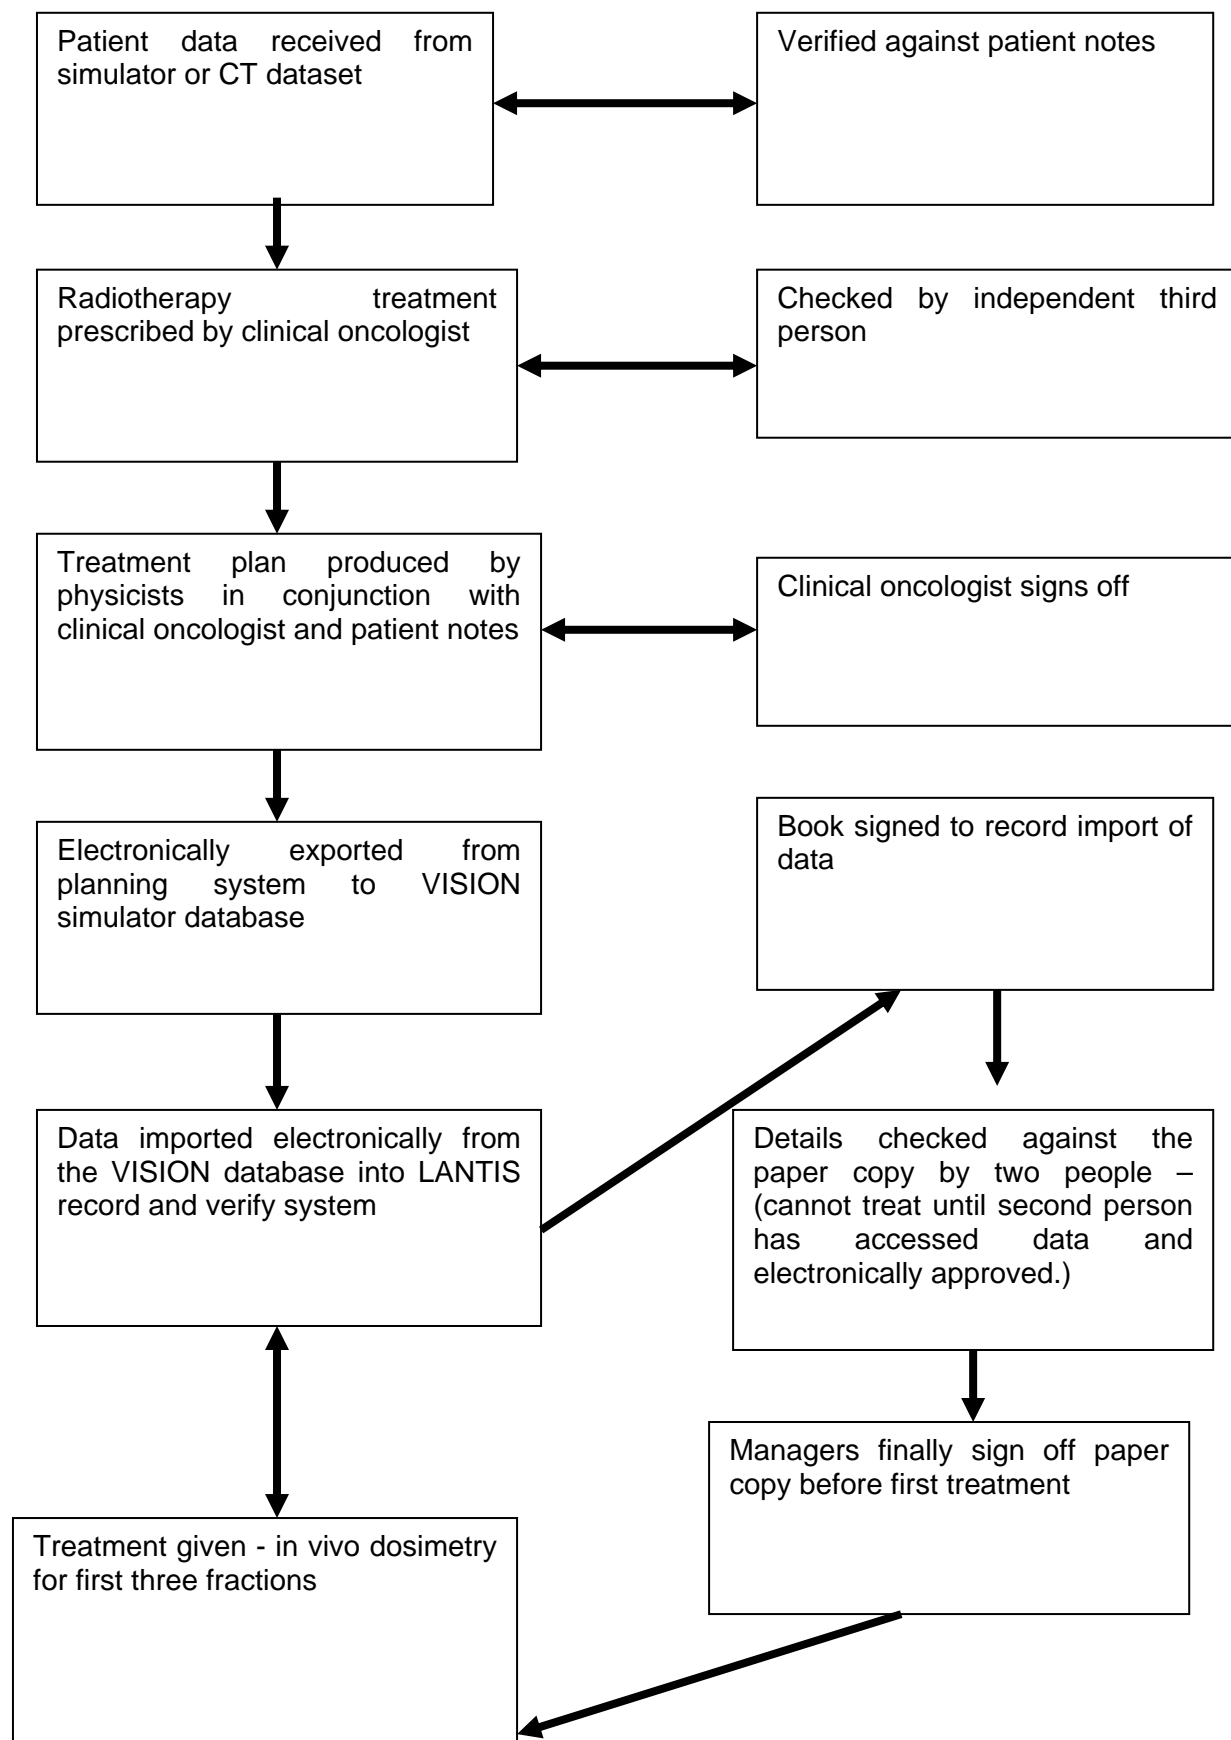 Patient data received from
simulator or CT dataset
Verified against patient notes
Radiotherapy treatment
prescribed by clinical oncologist
Checked by independent third
person
Treatment plan produced by
physicists in conjunction with
clinical oncologist and patient notes
Clinical oncologist signs off
Electronically exported from
planning system to VISION
simulator database
Book signed to record import of
data
Data imported electronically from
the VISION database into LANTIS
record and verify system
Details checked against the
paper copy by two people –
(cannot treat until second person
has accessed data and
electronically approved.)
Managers finally sign off paper
copy before first treatment
Treatment given - in vivo dosimetry
for first three fractions